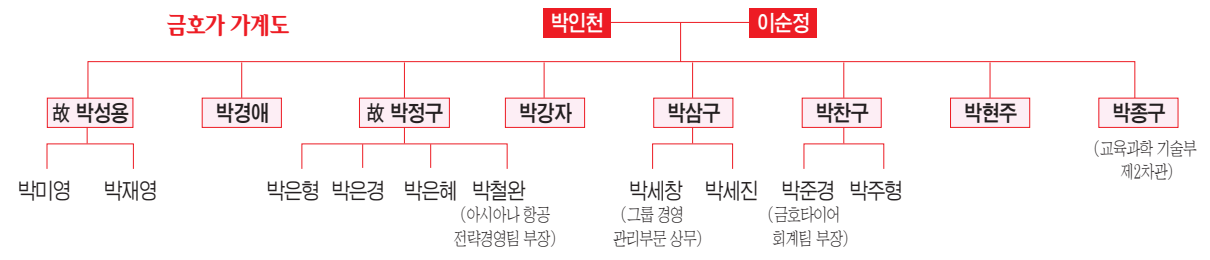 금호가 가계도
박인천 이순정
故 박성용 박경애 故 박정구 박강자 박삼구 박찬구 박현주 박종구
(교육과학 기술부
제2차관)
박미영 박재영 박은형 박은경 박은혜 박철완 박세창 박세진 박준경 박주형
(아시아나 항공
전략경영팀 부장)
(그룹 경영
관리부문 상무)
(금호타이어
회계팀 부장)